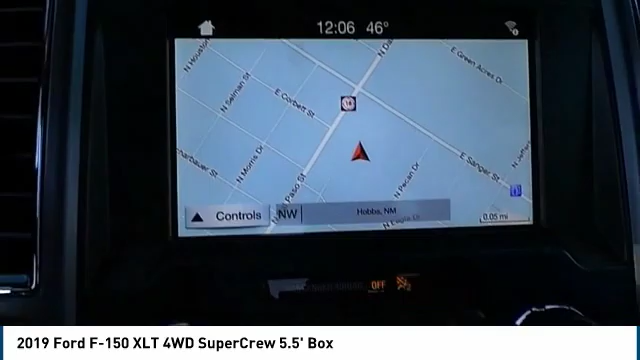 12:06 46°
N Houston
N Da
E Green Acres Dr
N Selman St
E Corbett St
N Morris Dr
E Sanger St
N Pecan Dr
Paso St
Controls
NW
Hobbs, NM
0.05 mi
OFF
2019 Ford F-150 XLT 4WD SuperCrew 5.5' Box